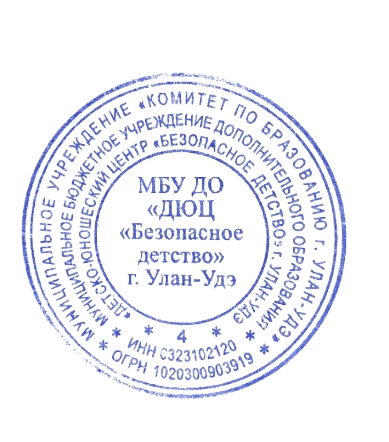 МУНИЦИПАЛЬНОЕ УЧРЕЖДЕНИЕ «КОМИТЕТ ПО ОБРАЗОВАНИЮ г. УЛАН-УДЭ»
* ОГРН 1020300903919 *
МУНИЦИПАЛЬНОЕ БЮДЖЕТНОЕ УЧРЕЖДЕНИЕ ДОПОЛНИТЕЛЬНОГО ОБРАЗОВАНИЯ
* ИНН 0323102120 *
«ДЕТСКО-ЮНОШЕСКИЙ ЦЕНТР «БЕЗОПАСНОЕ ДЕТСТВО» г. УЛАН-УДЭ
* 4 *
МБУ ДО
«ДЮЦ
«Безопасное
детство»
г. Улан-Удэ